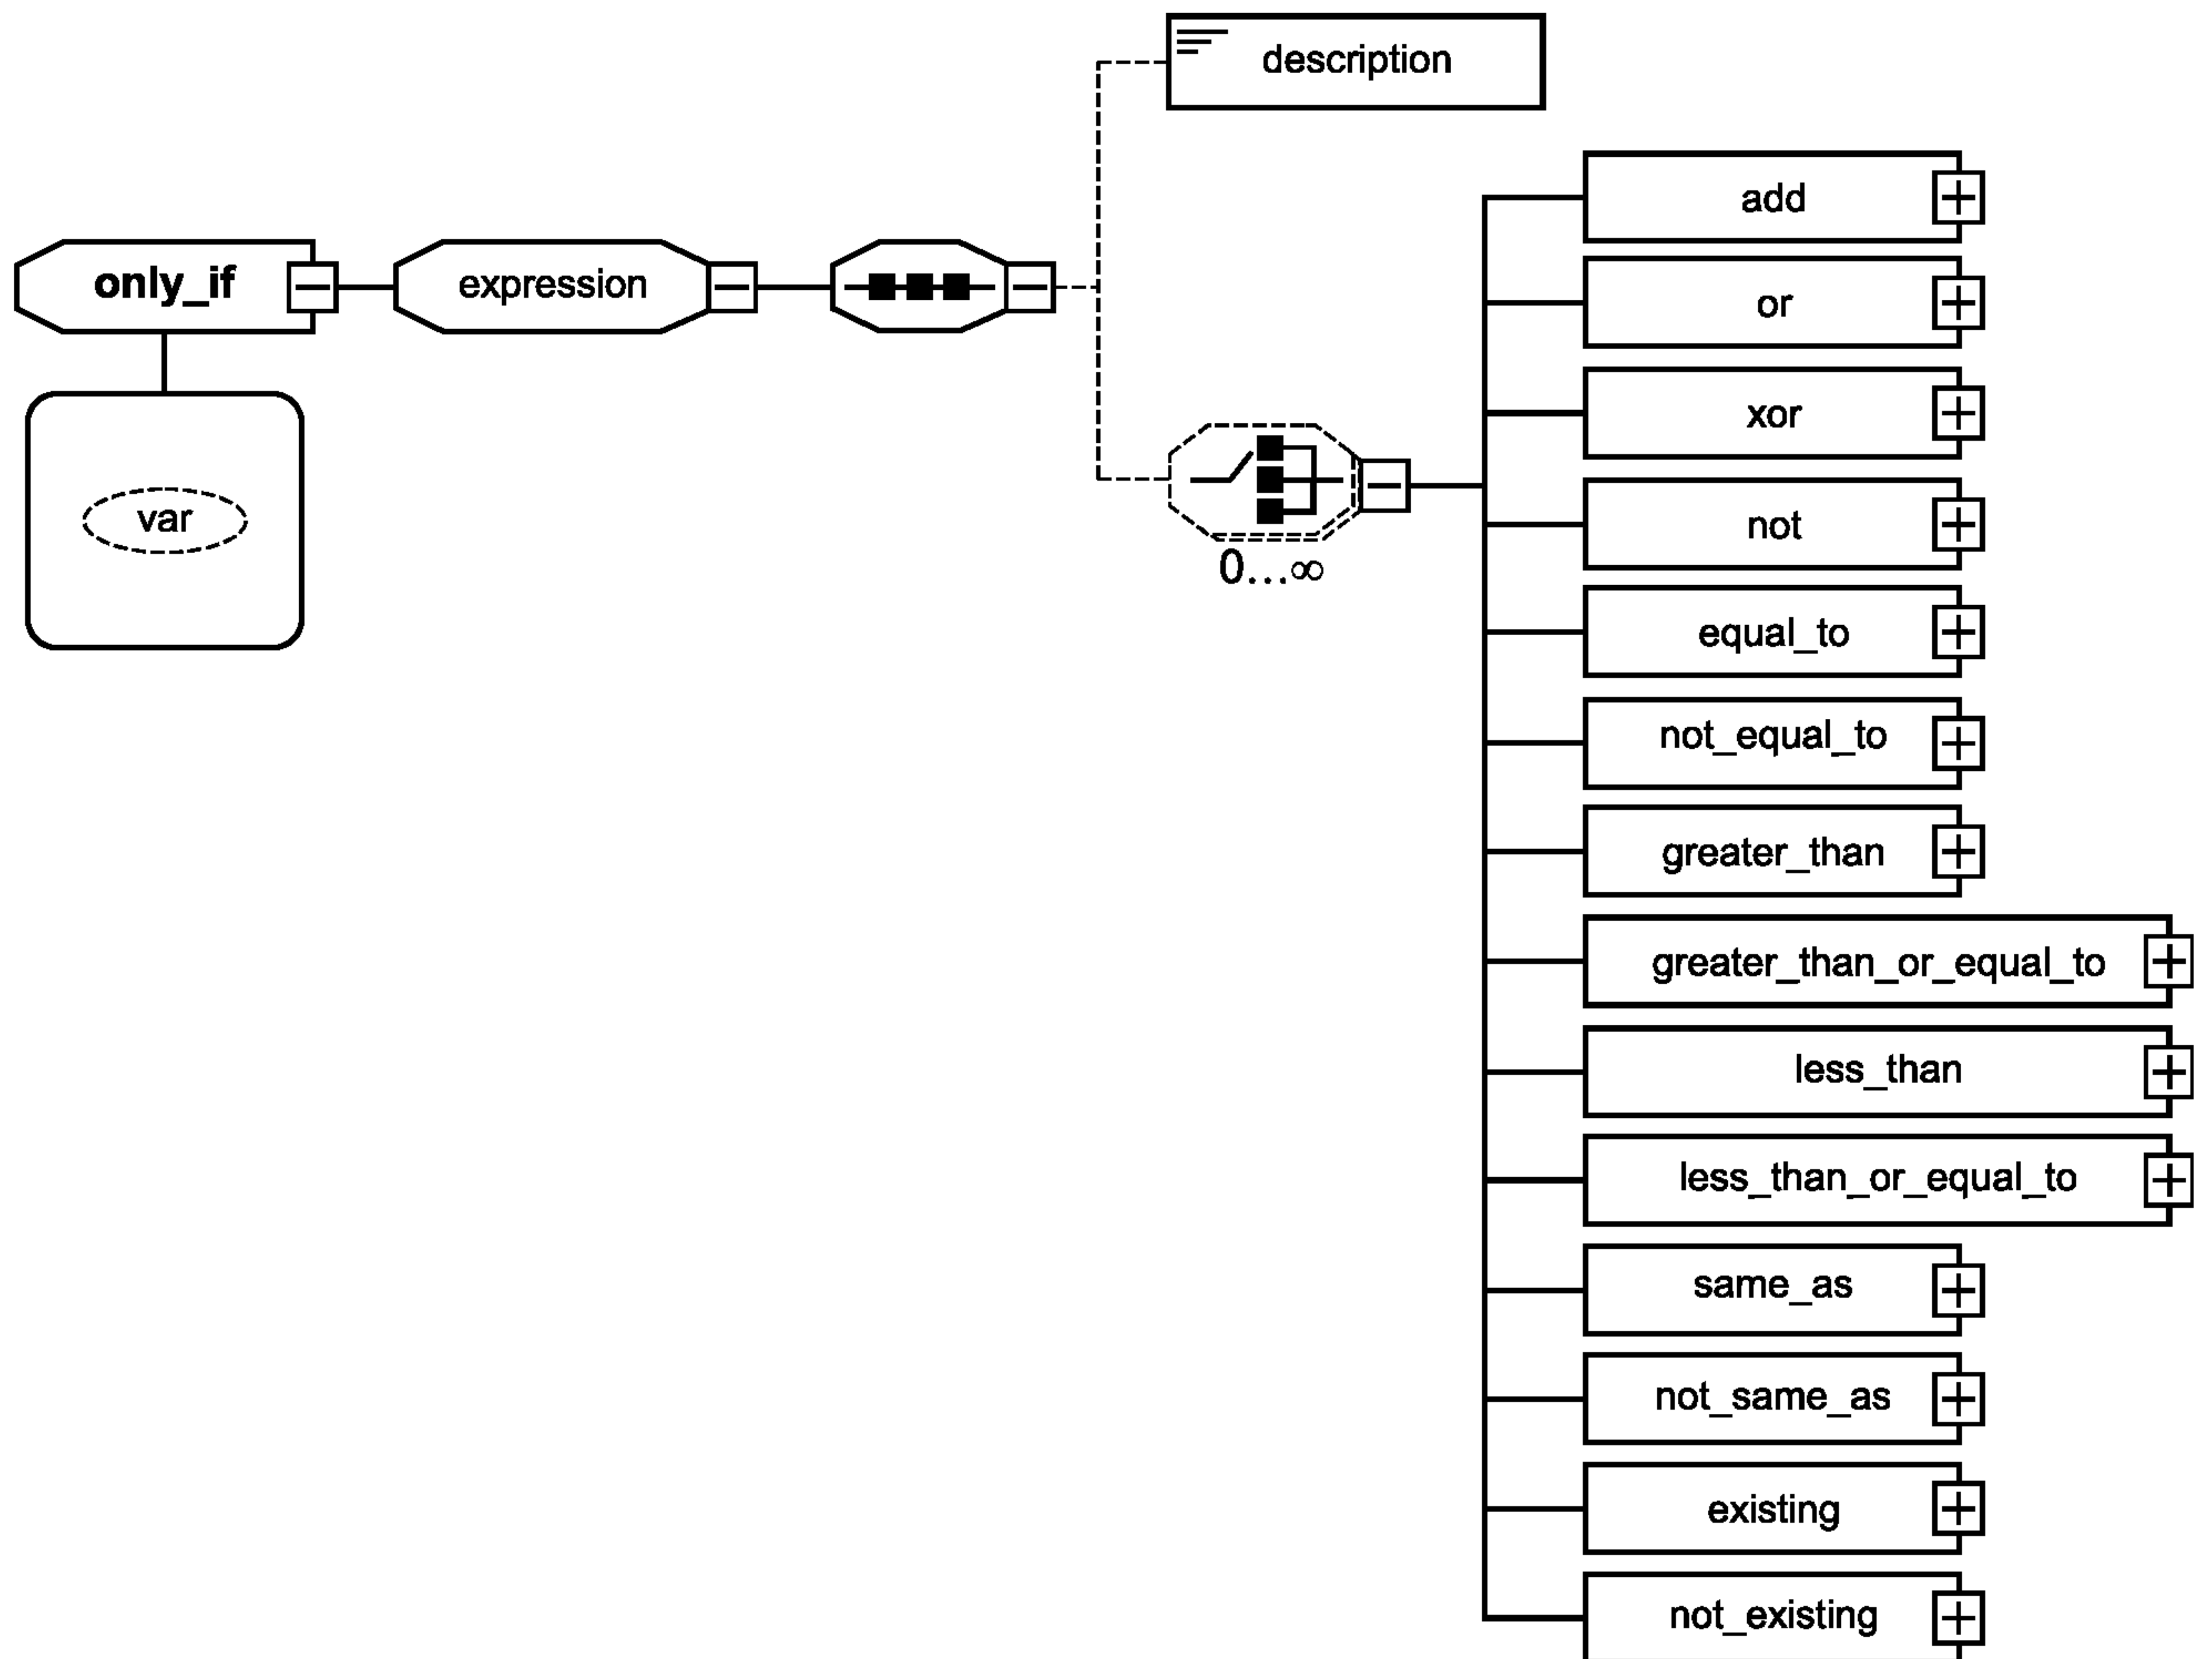 description
add
only_if
expression
or
xor
var
0...∞
not
equal_to
not_equal_to
greater_than
greater_than_or_equal_to
less_than
less_than_or_equal_to
same_as
not_same_as
existing
not_existing